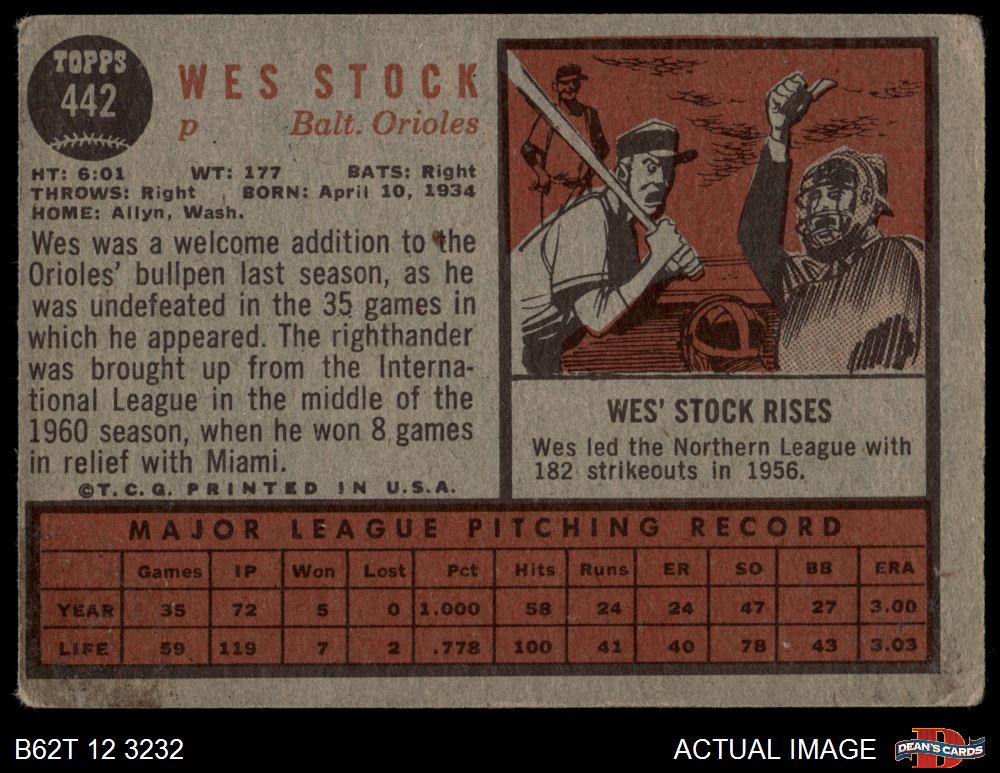 TOPPS
442
WES STOCK
p Balt. Orioles
HT: 6:01 WT: 177 BATS: Right
THROWS: Right BORN: April 10, 1934
HOME: Allyn, Wash.
Wes was a welcome addition to the
Orioles' bullpen last season, as he
was undefeated in the 35 games in
which he appeared. The righthander
was brought up from the Interna-
tional League in the middle of the
1960 season, when he won 8 games
in relief with Miami.
©T.C.G. PRINTED IN U.S.A.
WES' STOCK RISES
Wes led the Northern League with
182 strikeouts in 1956.
MAJOR LEAGUE PITCHING RECORD
Games IP Won Lost Pct Hits Runs ER SO BB ERA
YEAR 35 72 5 0 1.000 58 24 24 47 27 3.00
LIFE 59 119 7 2 .778 100 41 40 78 43 3.03
B62T 12 3232
ACTUAL IMAGE
D
DEAN'S CARDS